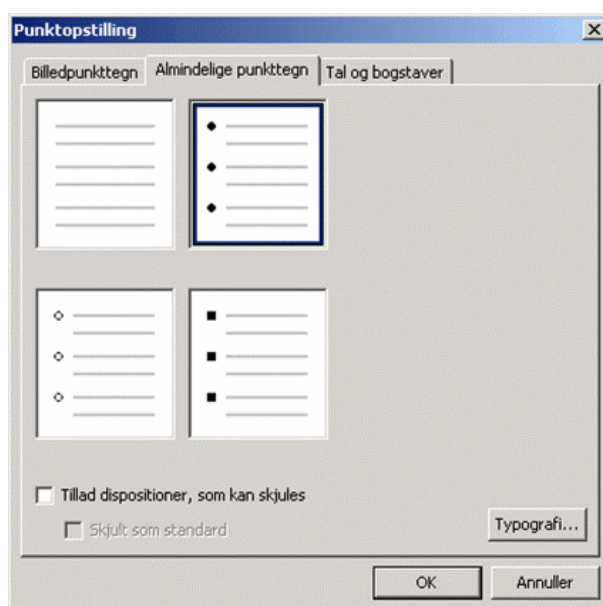 Punktopstilling
Billedpunkttegn
Almindelige punkttegn
Tal og bogstaver
Tillad dispositioner, som kan skjules
Skjult som standard
Typografi...
OK
Annuller